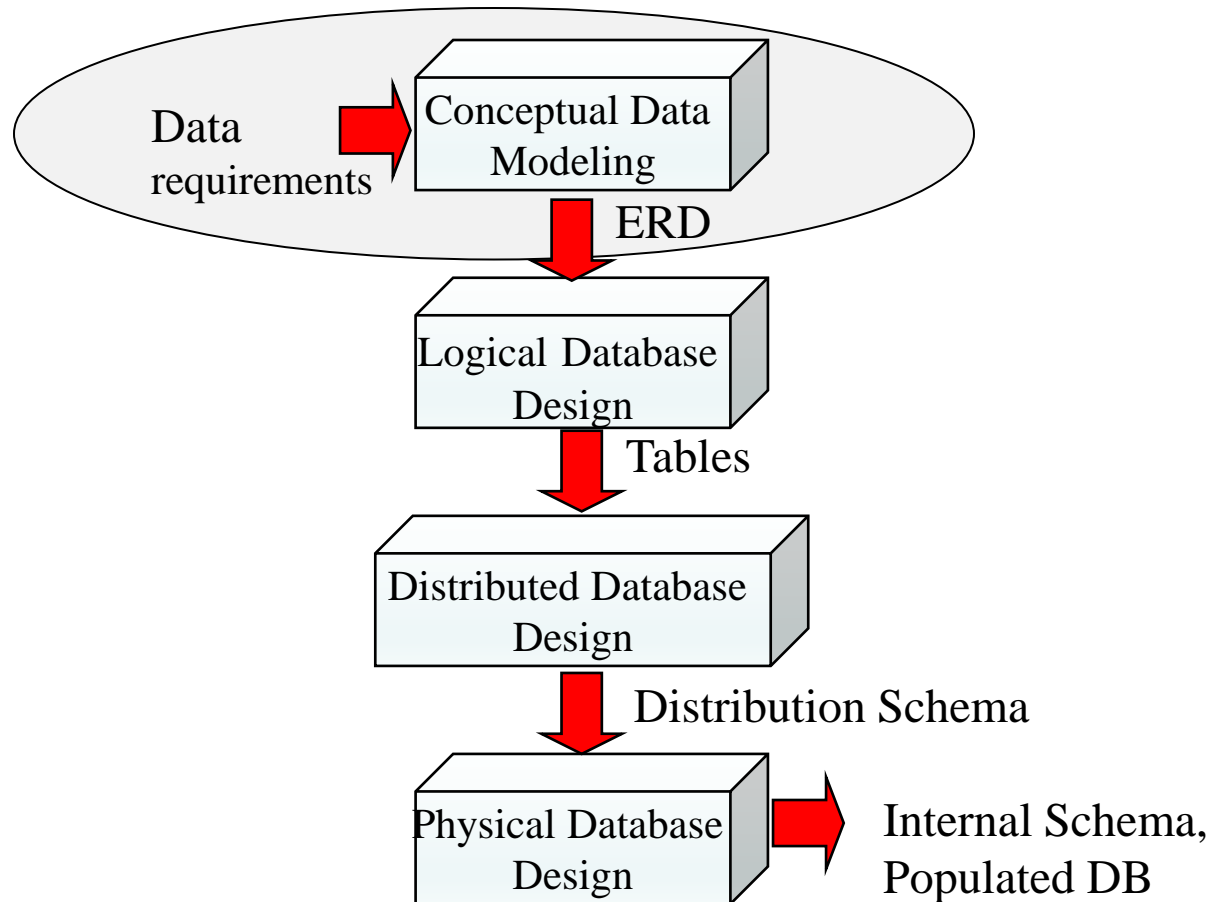 Data
requirements
Conceptual Data
Modeling
ERD
Logical Database
Design
Tables
Distributed Database
Design
Distribution Schema
Physical Database
Design
Internal Schema,
Populated DB